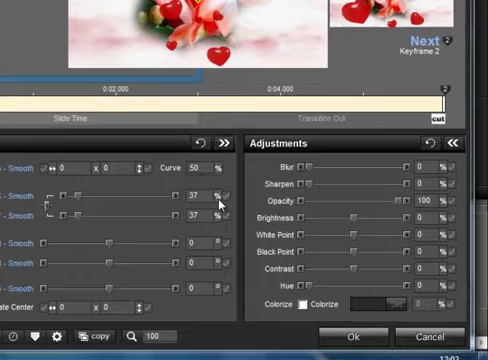 Next 2
Keyframe 2
0:02.000 0:04.000 2
cut
Slide Time Transition Out
Adjustments
- Smooth 0 x 0 Curve 50 %
- Smooth 37 %
- Smooth 37
- Smooth 0 °
- Smooth 0 °
- Smooth 0 °
ate Center 0 x 0
Blur 0 %
Sharpen 0 %
Opacity 100 %
Brightness 0 %
White Point 0 %
Black Point 0 %
Contrast 0 %
Hue 0 %
Colorize Colorize 0 %
copy 100
Ok Cancel